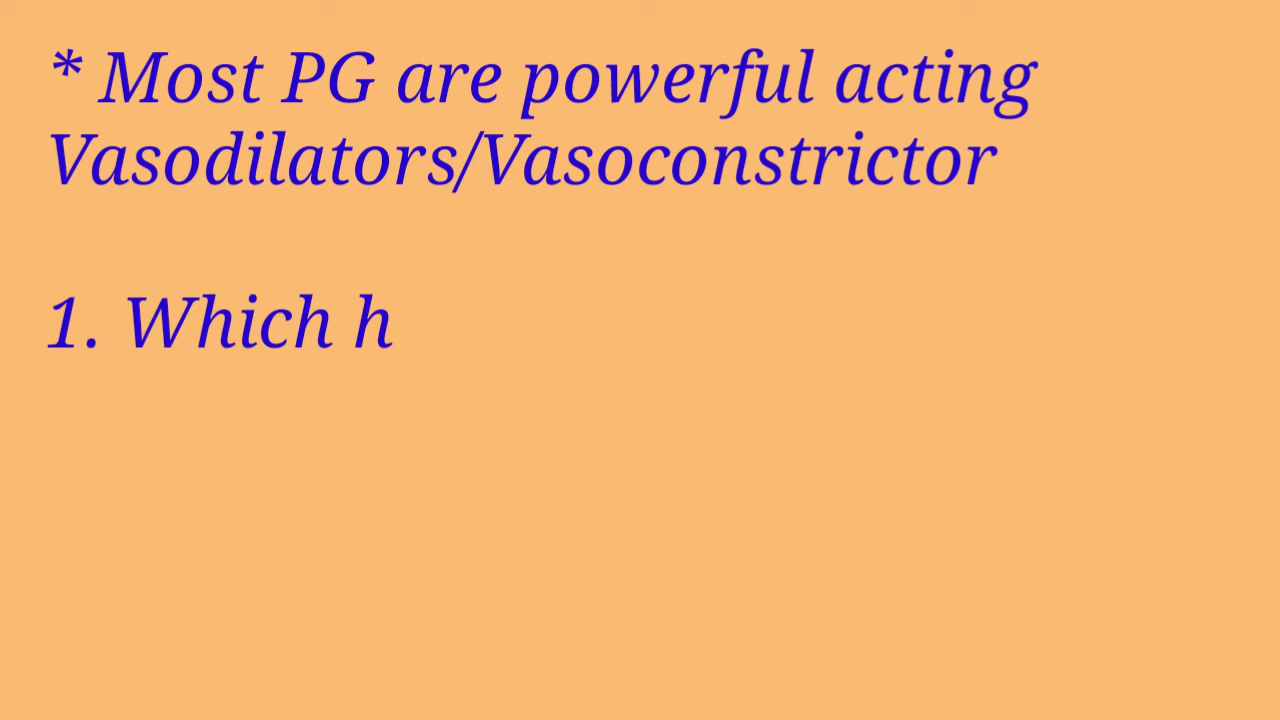 * Most PG are powerful acting
Vasodilators/Vasoconstrictor
1. Which h